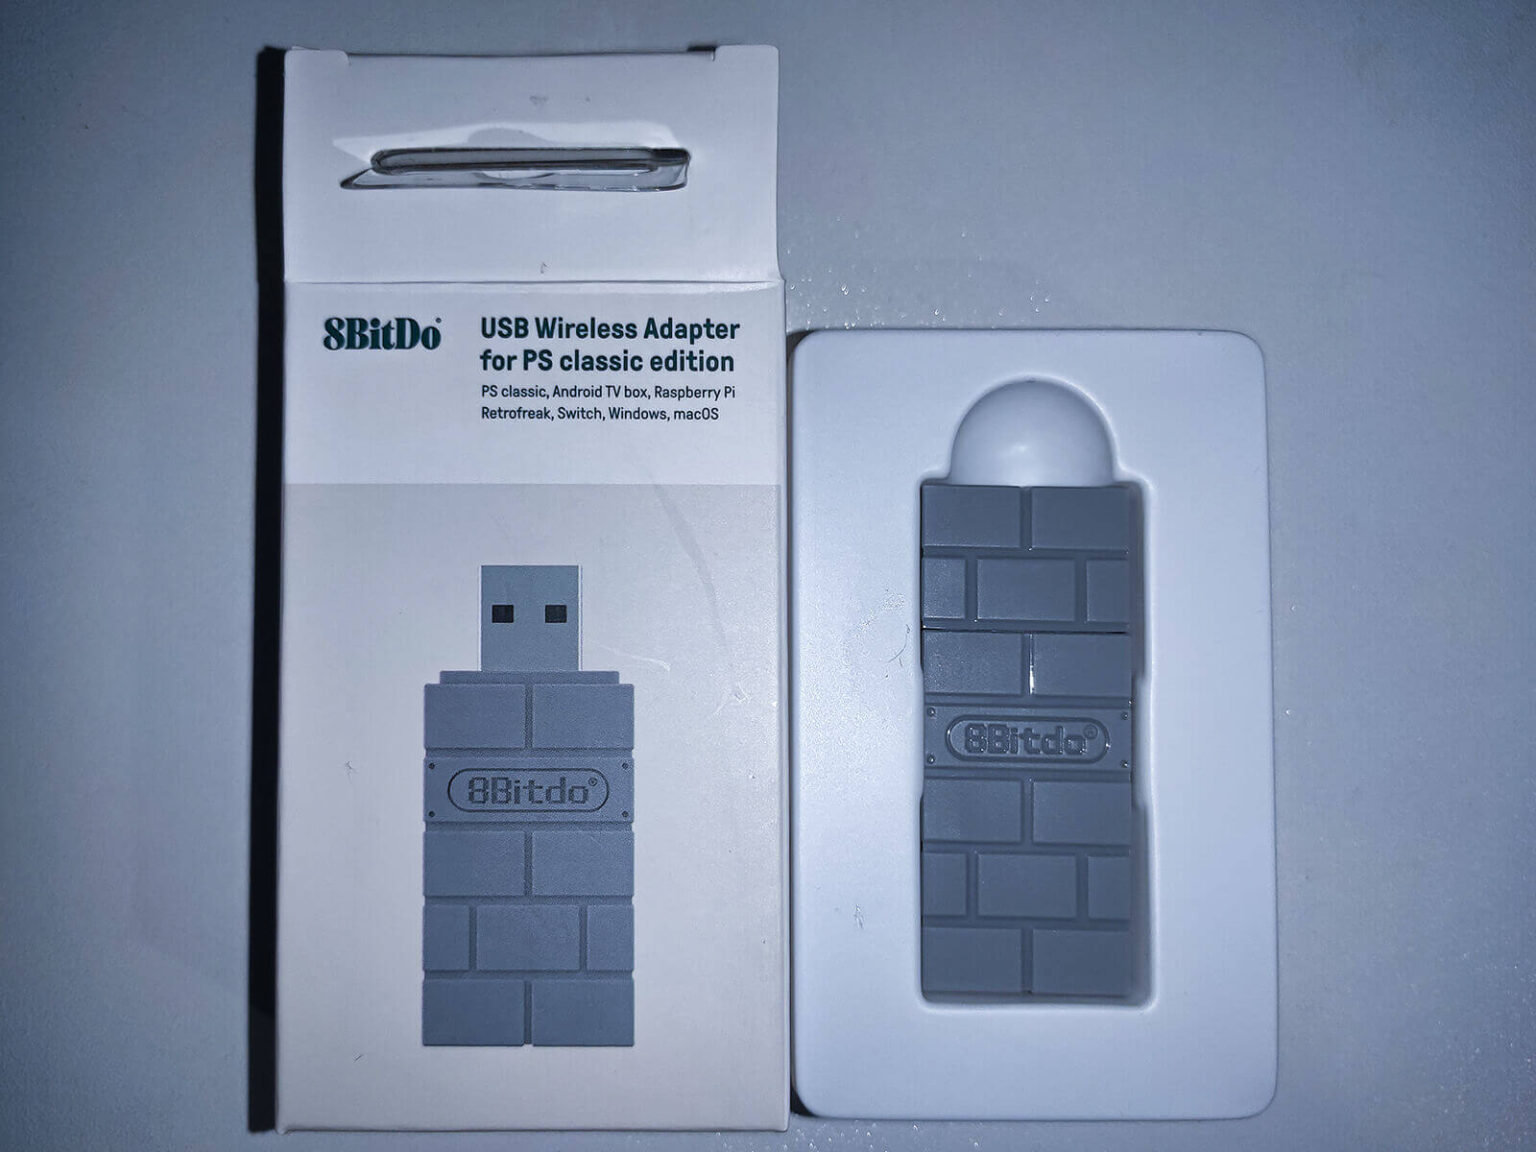 8BitDo
USB Wireless Adapter
for PS classic edition
PS classic, Android TV box, Raspberry Pi
Retrofreak, Switch, Windows, macOS
8Bitdo®
8Bitdo®